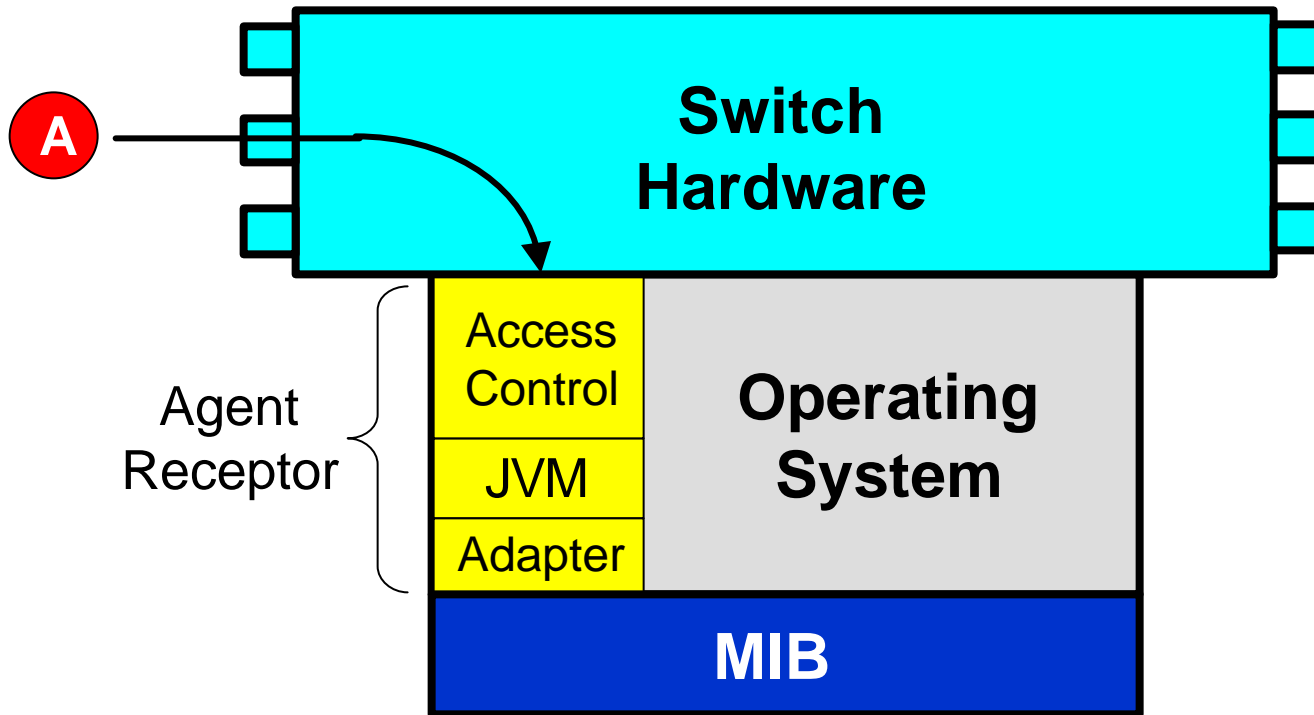 Switch
Hardware
A
Access
Control
Agent
Receptor
JVM
Adapter
Operating
System
MIB